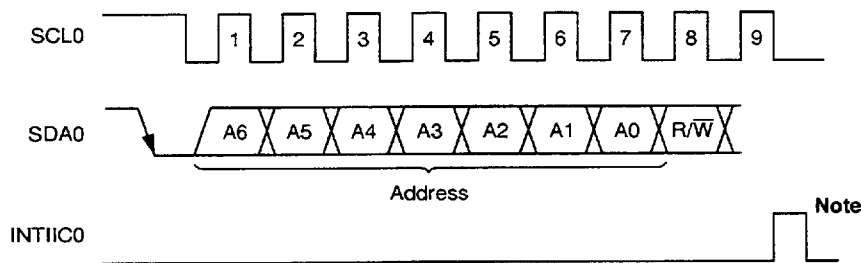 SCL0 1 2 3 4 5 6 7 8 9
SDA0 A6 A5 A4 A3 A2 A1 A0 R/W̅
Address
Note
INTIIC0